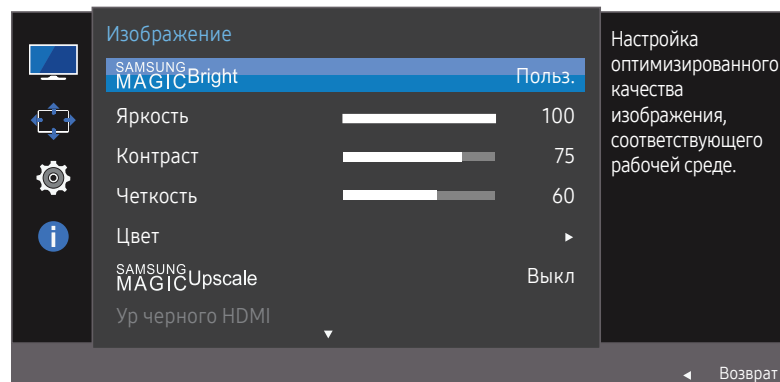 Изображение
SAMSUNG MAGICBright Польз.
Яркость 100
Контраст 75
Четкость 60
Цвет
SAMSUNG MAGICUpscale Выкл
Ур черного HDMI
Настройка
оптимизированного
качества
изображения,
соответствующего
рабочей среде.
Возврат